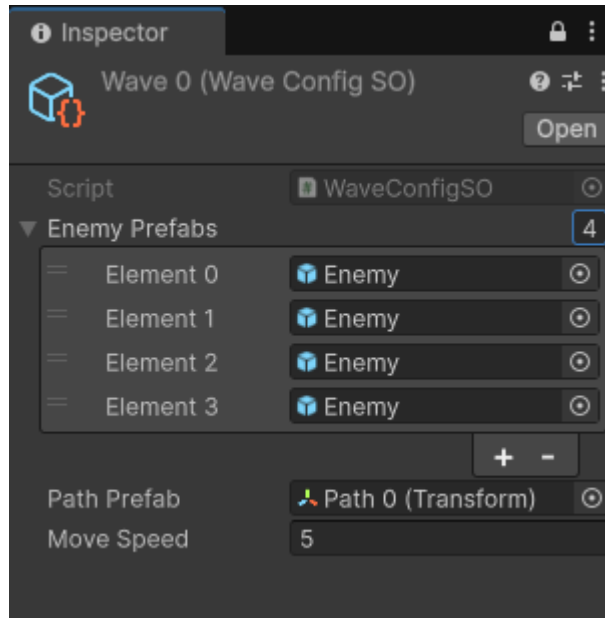 Inspector
Wave 0 (Wave Config SO)
Open
Script WaveConfigSO
Enemy Prefabs 4
Element 0 Enemy
Element 1 Enemy
Element 2 Enemy
Element 3 Enemy
+ -
Path Prefab Path 0 (Transform)
Move Speed 5